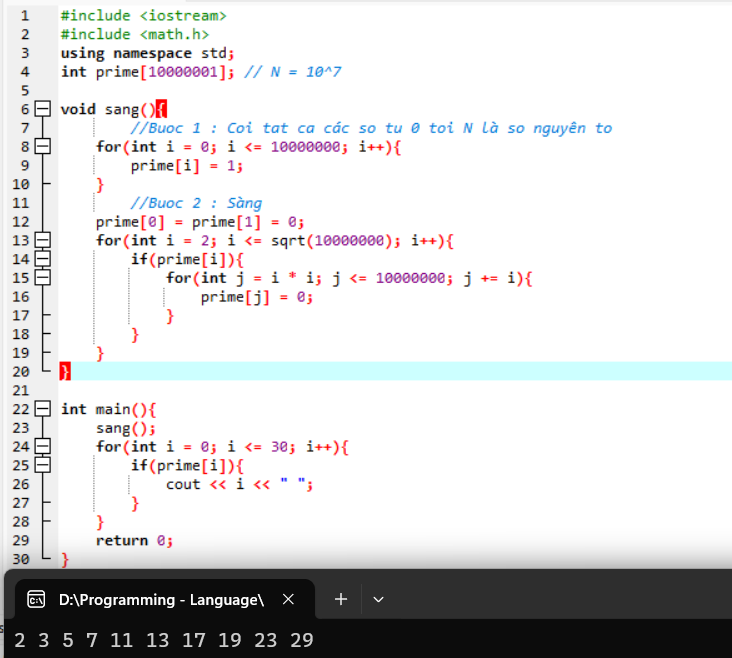 1 #include <iostream>
2 #include <math.h>
3 using namespace std;
4 int prime[10000001]; // N = 10^7
5
6 void sang(){
7 //Buoc 1 : Coi tat ca các so tu 0 toi N là so nguyên to
8 for(int i = 0; i <= 10000000; i++){
9 prime[i] = 1;
10 }
11 //Buoc 2 : Sàng
12 prime[0] = prime[1] = 0;
13 for(int i = 2; i <= sqrt(10000000); i++){
14 if(prime[i]){
15 for(int j = i * i; j <= 10000000; j += i){
16 prime[j] = 0;
17 }
18 }
19 }
20 }
21
22 int main(){
23 sang();
24 for(int i = 0; i <= 30; i++){
25 if(prime[i]){
26 cout << i << " ";
27 }
28 }
29 return 0;
30 }
D:\Programming - Language\
2 3 5 7 11 13 17 19 23 29